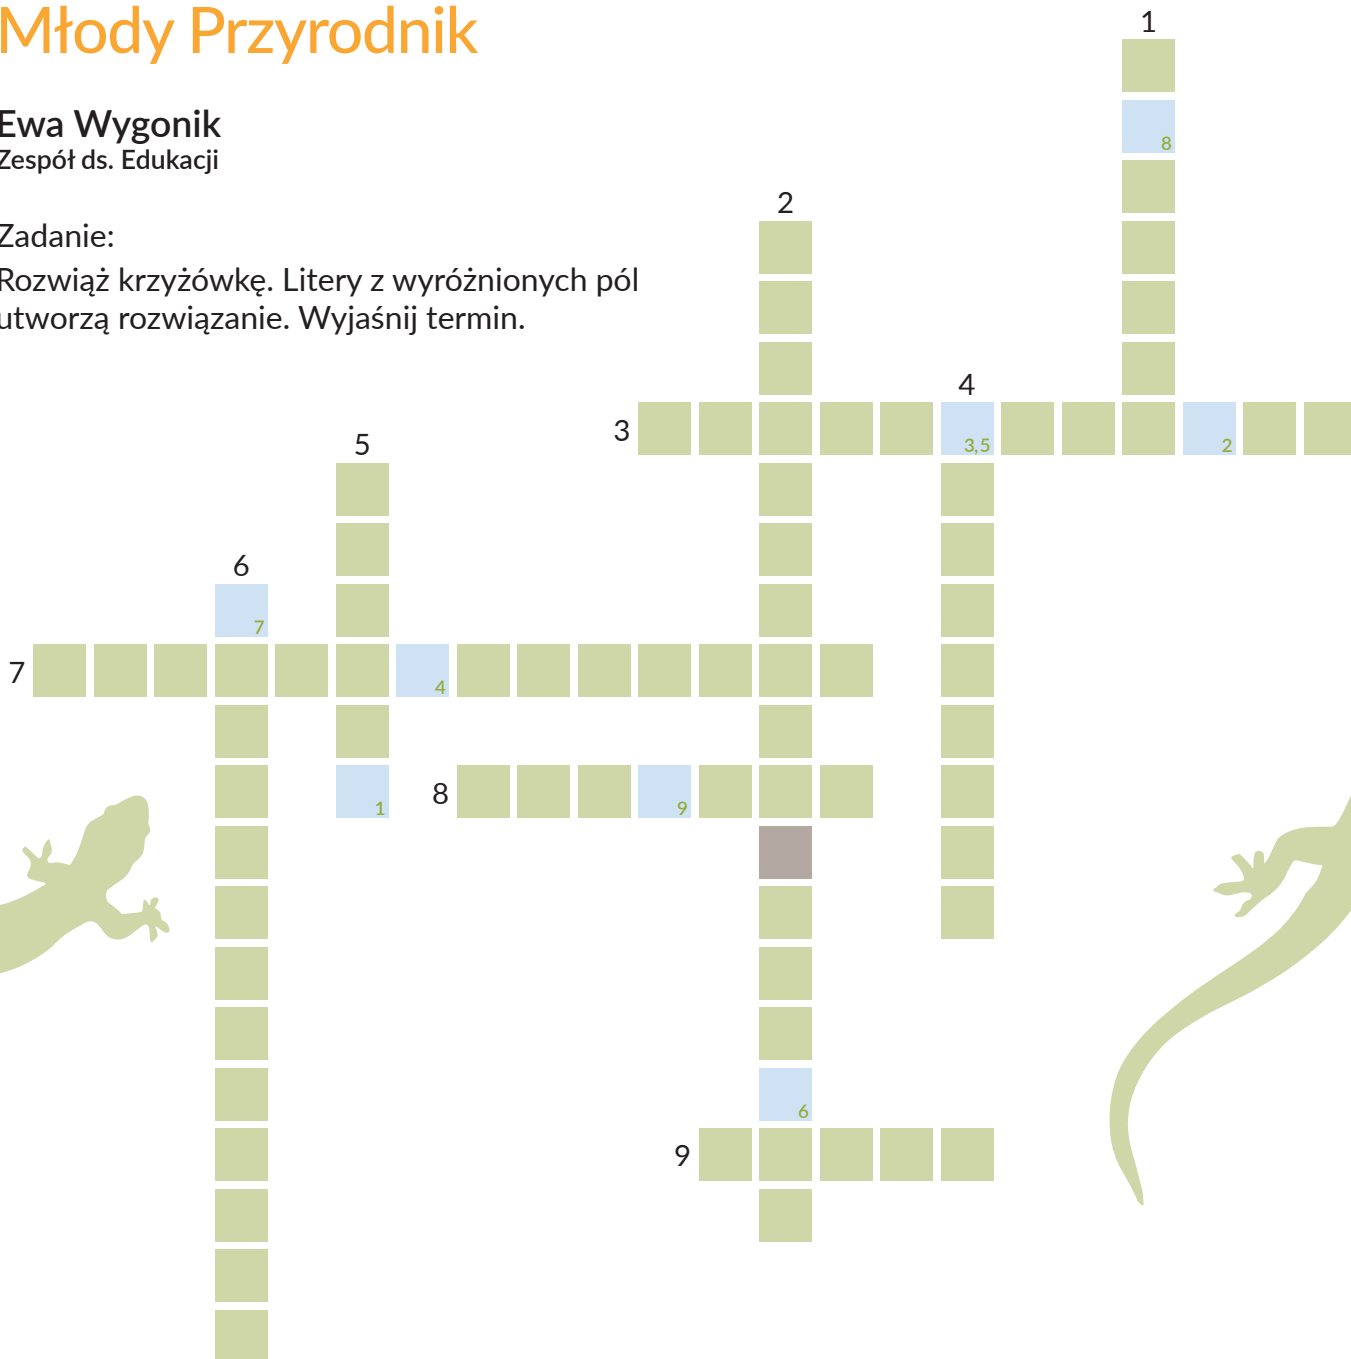 Młody Przyrodnik
Ewa Wygonik
Zespół ds. Edukacji
Zadanie:
Rozwiąż krzyżówkę. Litery z wyróżnionych pól
utworzą rozwiązanie. Wyjaśnij termin.
1
8
2
4
3
3,5
2
5
6
7
7
4
1
8
9
6
9